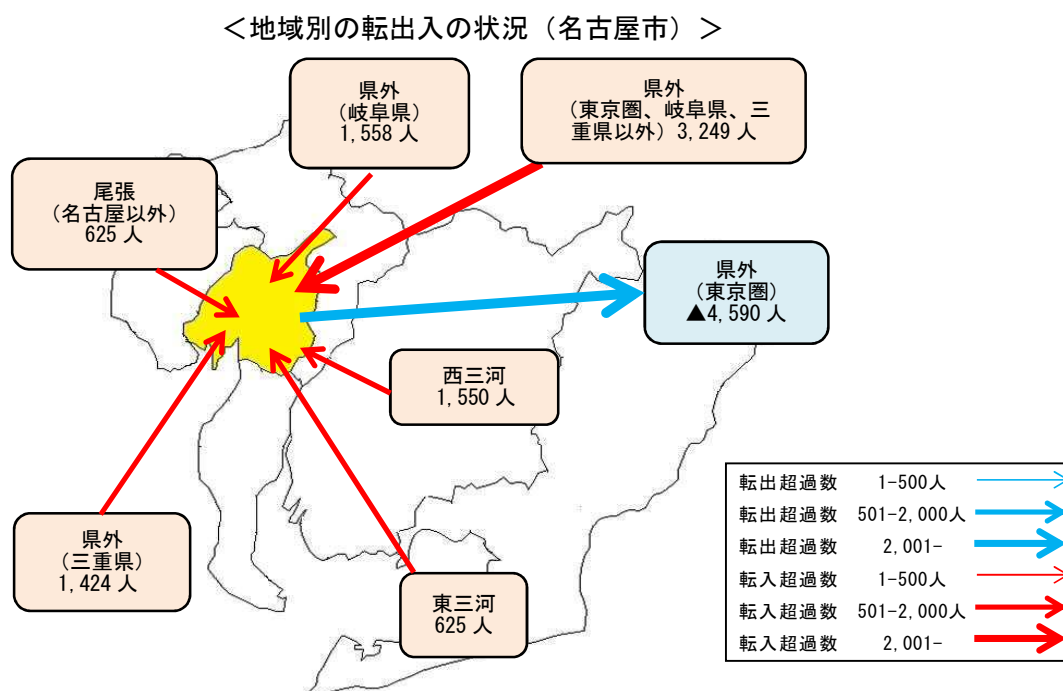 ＜地域別の転出入の状況（名古屋市）＞
県外
（岐阜県）
1,558 人
県外
（東京圏、岐阜県、三
重県以外）3,249 人
尾張
（名古屋以外）
625 人
県外
（東京圏）
▲4,590 人
西三河
1,550 人
県外
（三重県）
1,424 人
東三河
625 人
転出超過数 1-500人
転出超過数 501-2,000人
転出超過数 2,001-
転入超過数 1-500人
転入超過数 501-2,000人
転入超過数 2,001-